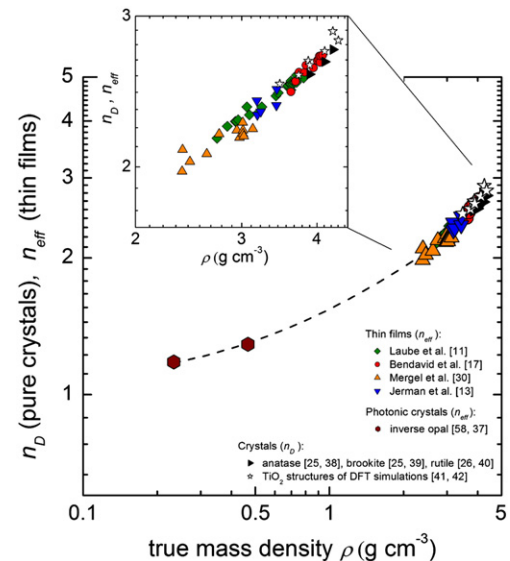 3
n_D, n_eff
2
2
3
4
ρ (g cm⁻³)
n_D (pure crystals), n_eff (thin films)
5
4
3
2
1
Thin films (n_eff):
Laube et al. [11]
Bendavid et al. [17]
Mergel et al. [30]
Jerman et al. [13]
Photonic crystals (n_eff):
inverse opal [58, 37]
Crystals (n_D):
anatase [25, 38], brookite [25, 39], rutile [26, 40]
TiO₂ structures of DFT simulations [41, 42]
0.1
0.5
1
5
true mass density ρ (g cm⁻³)